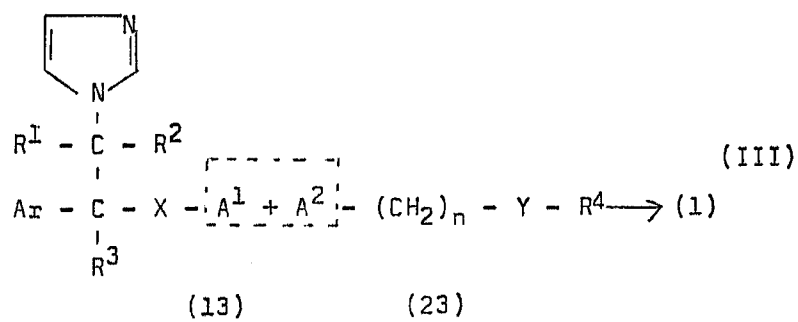 N
N
R¹ - C - R² (III)
Ar - C - X - A¹ + A² - (CH₂)ₙ - Y - R⁴ → (1)
R³
(13) (23)